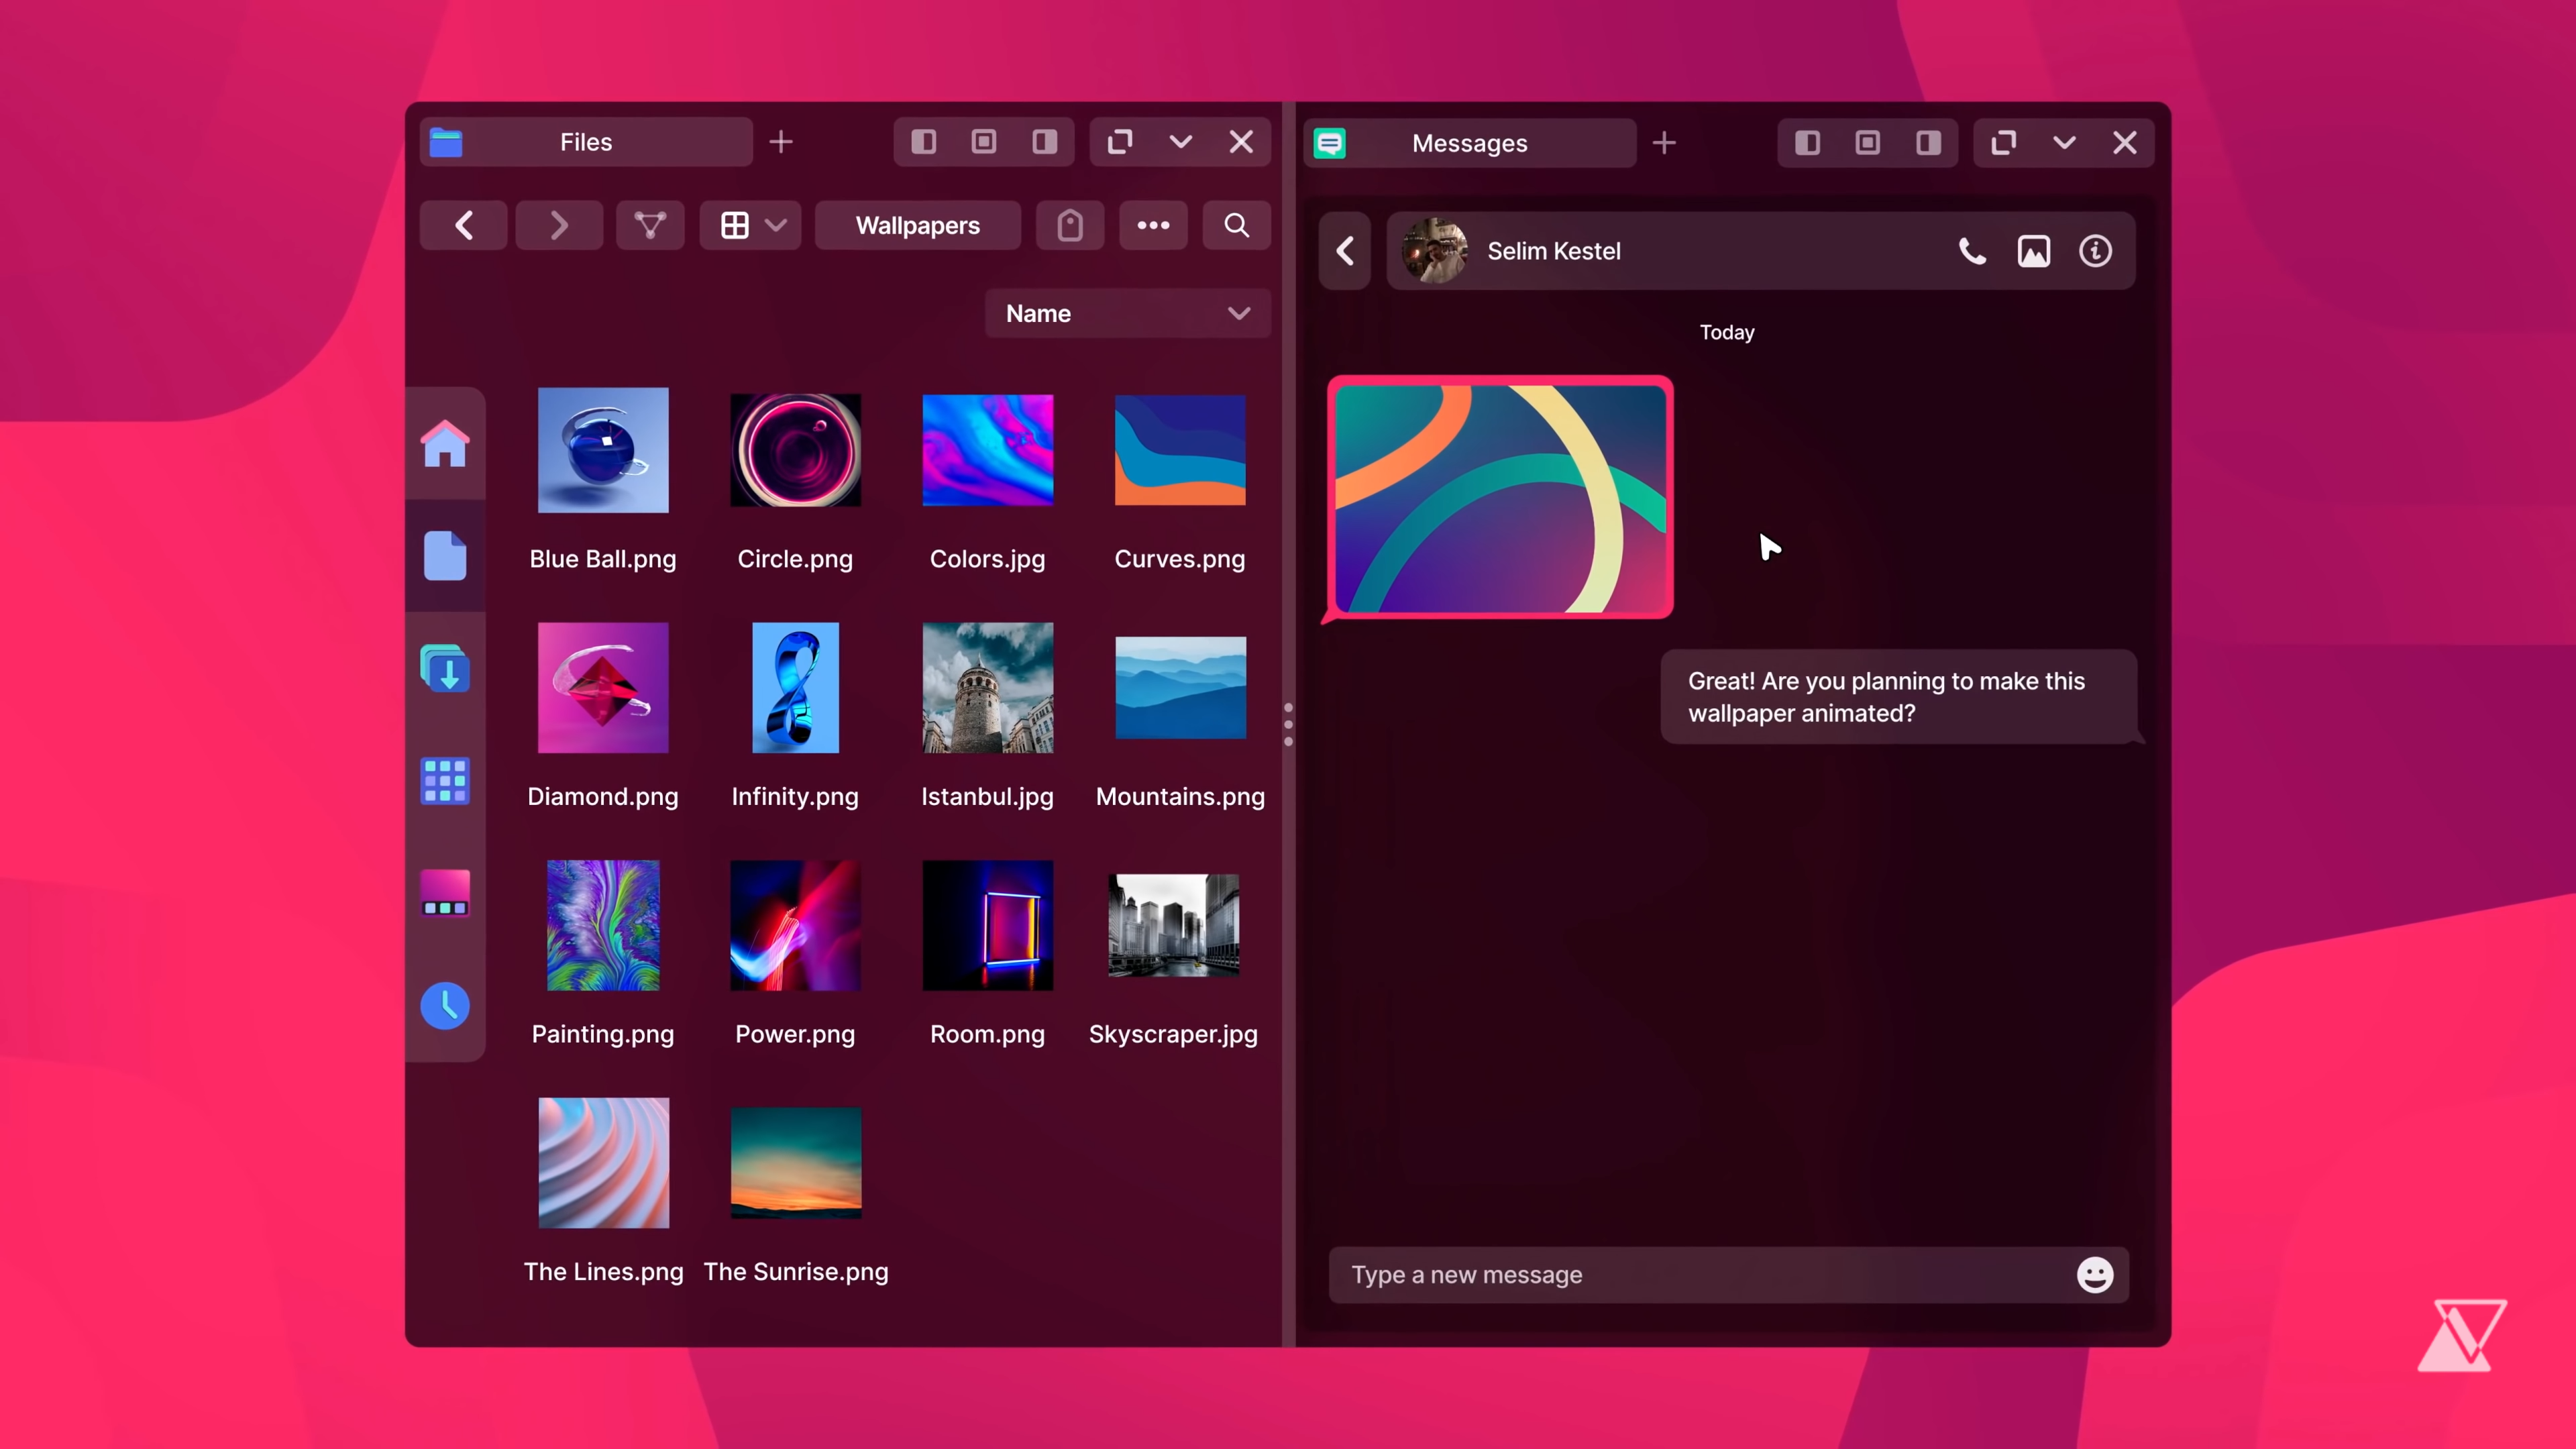 Files
Wallpapers
Name
Blue Ball.png
Circle.png
Colors.jpg
Curves.png
Diamond.png
Infinity.png
Istanbul.jpg
Mountains.png
Painting.png
Power.png
Room.png
Skyscraper.jpg
The Lines.png
The Sunrise.png
Messages
Selim Kestel
Today
Great! Are you planning to make this
wallpaper animated?
Type a new message